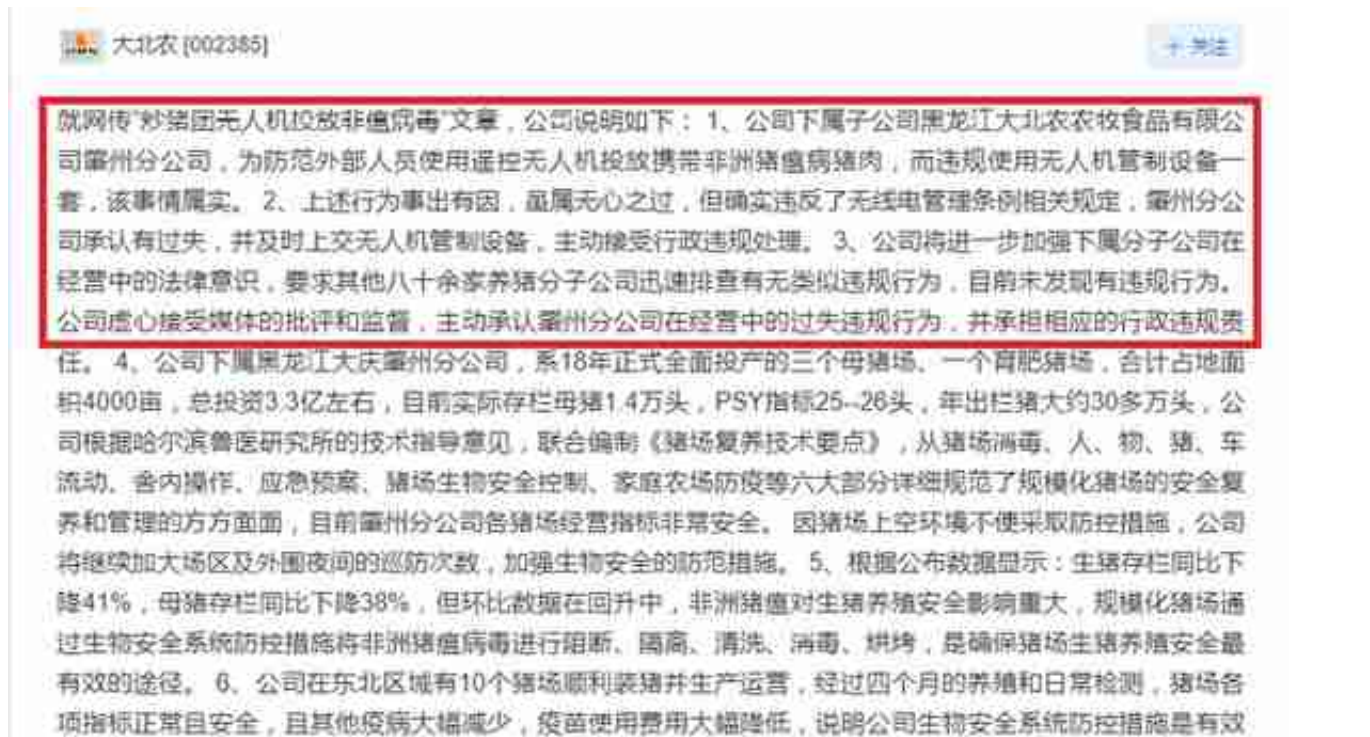 大北农 [002385]
+ 关注
就网传"炒猪团无人机投放非瘟病毒"文章，公司说明如下： 1、公司下属子公司黑龙江大北农农牧食品有限公
司肇州分公司，为防范外部人员使用遥控无人机投放携带非洲猪瘟病猪肉，而违规使用无人机管制设备一
套，该事情属实。 2、上述行为事出有因，虽属无心之过，但确实违反了无线电管理条例相关规定，肇州分公
司承认有过失，并及时上交无人机管制设备，主动接受行政违规处理。 3、公司将进一步加强下属分子公司在
经营中的法律意识，要求其他八十余家养猪分子公司迅速排查有无类似违规行为，目前未发现有违规行为。
公司虚心接受媒体的批评和监督，主动承认肇州分公司在经营中的过失违规行为，并承担相应的行政违规责
任。 4、公司下属黑龙江大庆肇州分公司，系18年正式全面投产的三个母猪场、一个育肥猪场，合计占地面
积4000亩，总投资3.3亿左右，目前实际存栏母猪1.4万头，PSY指标25--26头，年出栏猪大约30多万头，公
司根据哈尔滨兽医研究所的技术指导意见，联合编制《猪场复养技术要点》，从猪场消毒、人、物、猪、车
流动、舍内操作、应急预案、猪场生物安全控制、家庭农场防疫等六大部分详细规范了规模化猪场的安全复
养和管理的方方面面，目前肇州分公司各猪场经营指标非常安全。 因猪场上空环境不便采取防控措施，公司
将继续加大场区及外围夜间的巡防次数，加强生物安全的防范措施。 5、根据公布数据显示：生猪存栏同比下
降41%，母猪存栏同比下降38%，但环比数据在回升中，非洲猪瘟对生猪养殖安全影响重大，规模化猪场通
过生物安全系统防控措施将非洲猪瘟病毒进行阻断、隔离、清洗、消毒、烘烤，是确保猪场生猪养殖安全最
有效的途径。 6、公司在东北区域有10个猪场顺利装猪并生产运营，经过四个月的养殖和日常检测，猪场各
项指标正常且安全，且其他疫病大幅减少，疫苗使用费用大幅降低，说明公司生物安全系统防控措施是有效